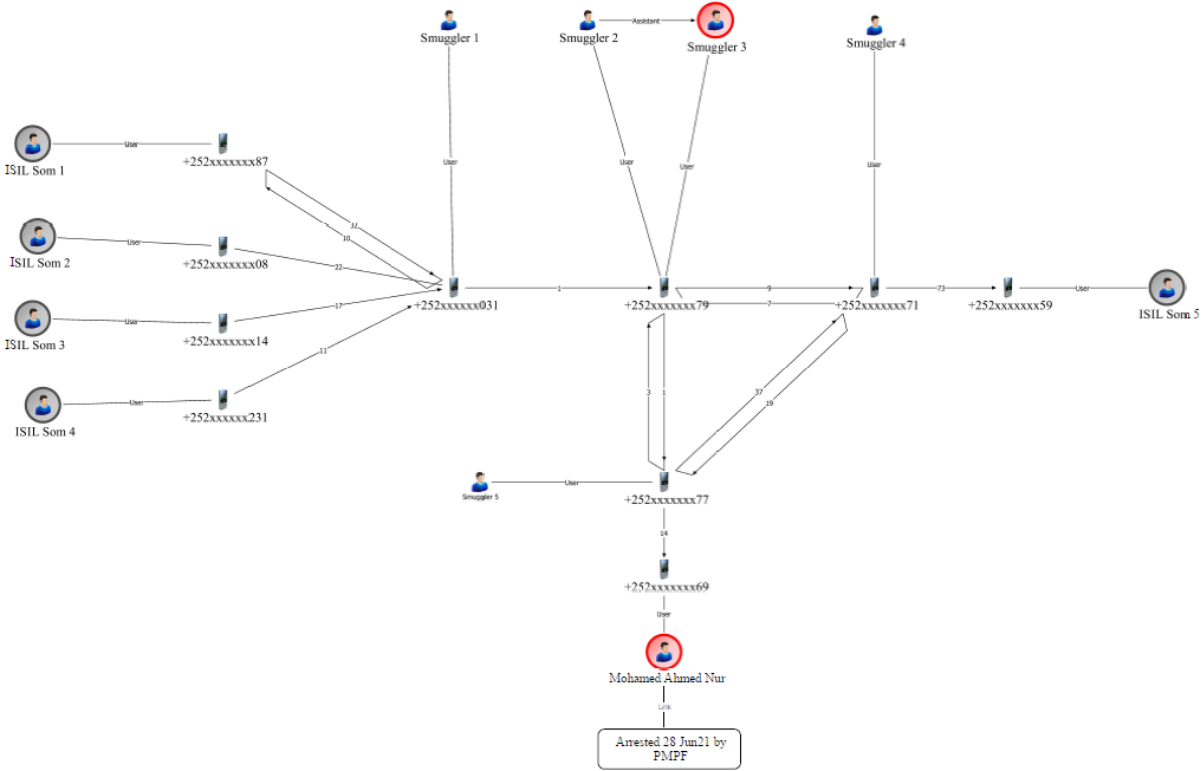 Smuggler 1
Smuggler 2
Assistant
Smuggler 3
Smuggler 4
User
User
User
User
ISIL Som 1
User
+252xxxxxxx87
ISIL Som 2
User
+252xxxxxxx08
ISIL Som 3
User
+252xxxxxxx14
ISIL Som 4
User
+252xxxxxx231
10
22
17
11
+252xxxxxx031
1
+252xxxxxxx79
9
7
+252xxxxxxx71
73
+252xxxxxxx59
User
ISIL Som 5
3
1
37
19
Smuggler 5
User
+252xxxxxxx77
14
+252xxxxxxx69
User
Mohamed Ahmed Nur
Link
Arrested 28 Jun21 by
PMPF